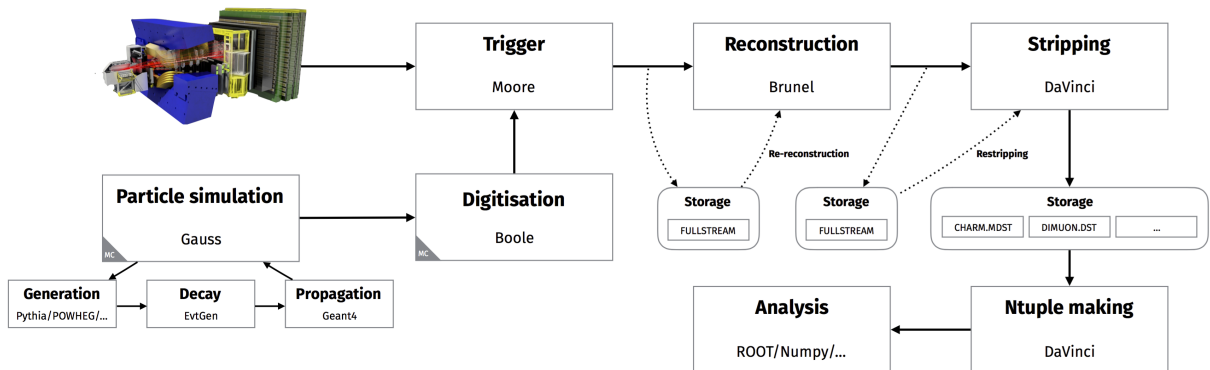 Trigger
Moore
Reconstruction
Brunel
Stripping
DaVinci
Re-reconstruction
Restripping
Particle simulation
Gauss
MC
Digitisation
Boole
MC
Storage
FULLSTREAM
Storage
FULLSTREAM
Storage
CHARM.MDST
DIMUON.DST
...
Generation
Pythia/POWHEG/...
Decay
EvtGen
Propagation
Geant4
Analysis
ROOT/Numpy/...
Ntuple making
DaVinci